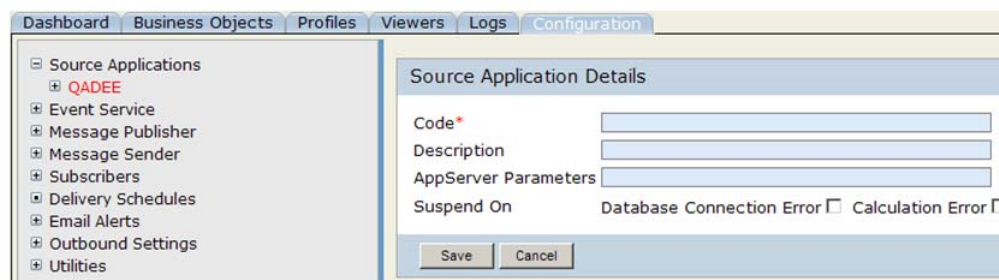 Dashboard Business Objects Profiles Viewers Logs Configuration
Source Applications
QADEE
Event Service
Message Publisher
Message Sender
Subscribers
Delivery Schedules
Email Alerts
Outbound Settings
Utilities
Source Application Details
Code*
Description
AppServer Parameters
Suspend On Database Connection Error Calculation Error
Save Cancel